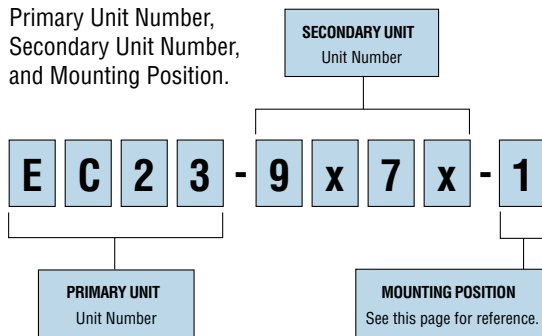 Primary Unit Number,
Secondary Unit Number,
and Mounting Position.
SECONDARY UNIT
Unit Number
E C 2 3 - 9 x 7 x - 1
PRIMARY UNIT
Unit Number
MOUNTING POSITION
See this page for reference.